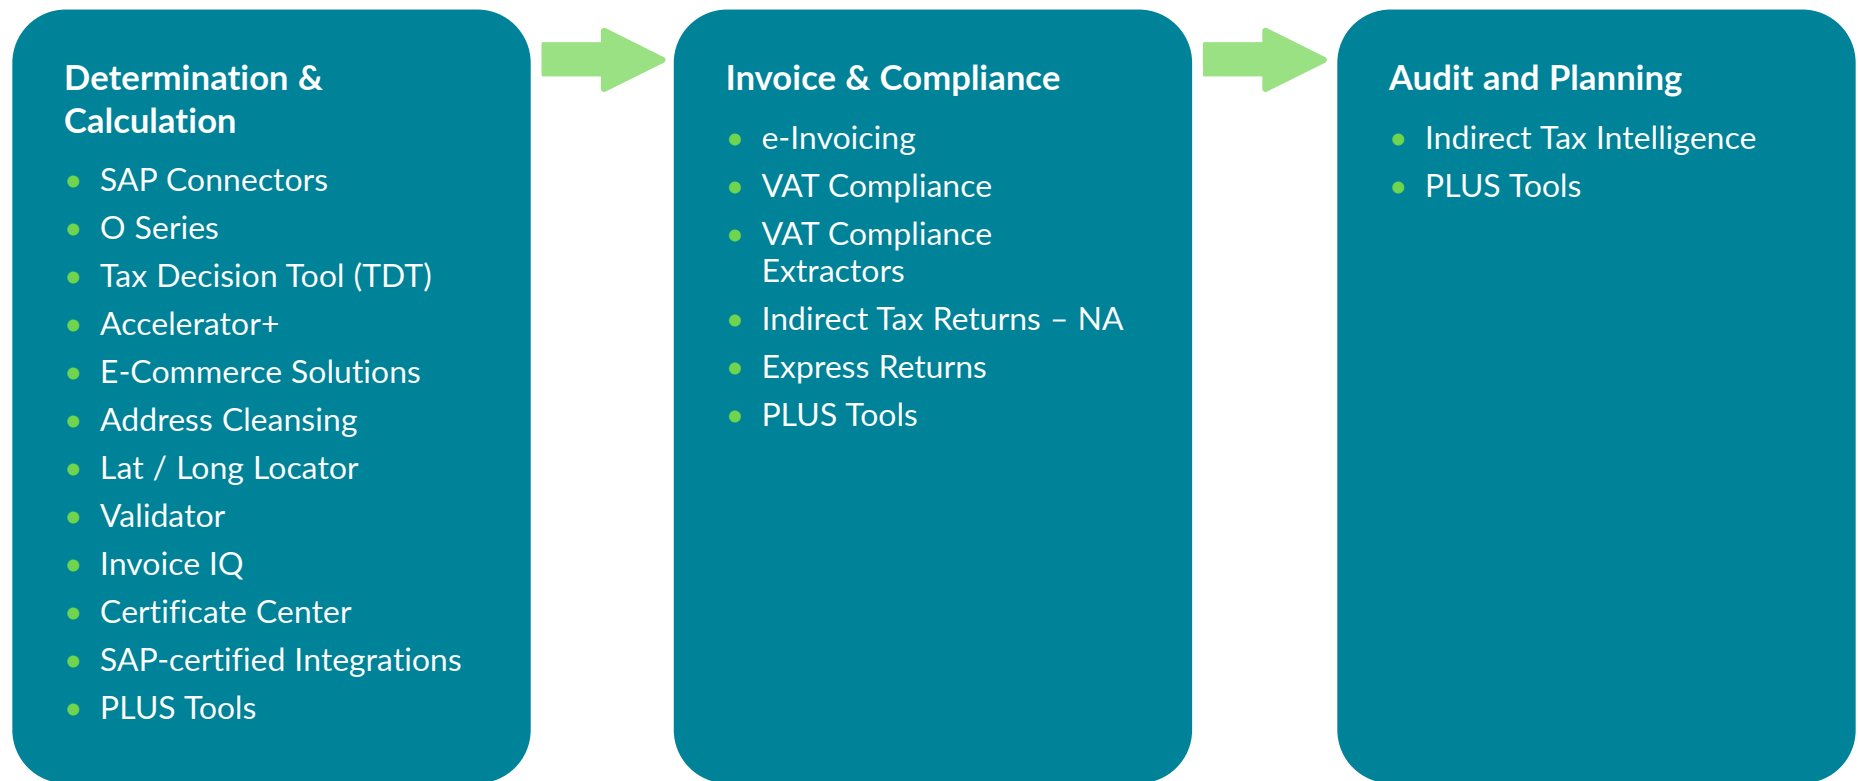 Determination &
Calculation
SAP Connectors
O Series
Tax Decision Tool (TDT)
Accelerator+
E-Commerce Solutions
Address Cleansing
Lat / Long Locator
Validator
Invoice IQ
Certificate Center
SAP-certified Integrations
PLUS Tools
Invoice & Compliance
e-Invoicing
VAT Compliance
VAT Compliance
Extractors
Indirect Tax Returns – NA
Express Returns
PLUS Tools
Audit and Planning
Indirect Tax Intelligence
PLUS Tools